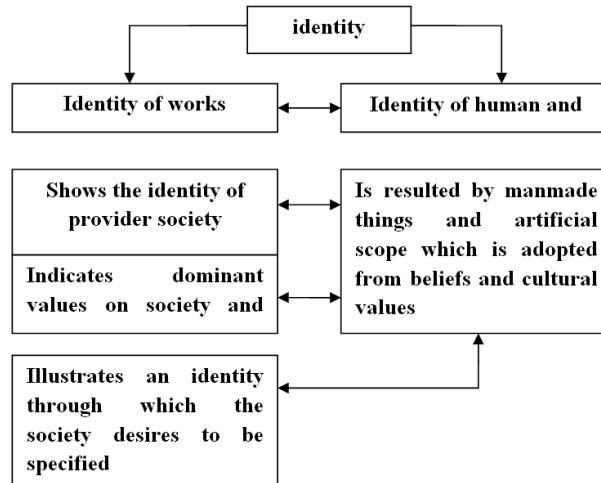 identity
Identity of works
Identity of human and
Shows the identity of
provider society
Indicates dominant
values on society and
Is resulted by manmade
things and artificial
scope which is adopted
from beliefs and cultural
values
Illustrates an identity
through which the
society desires to be
specified